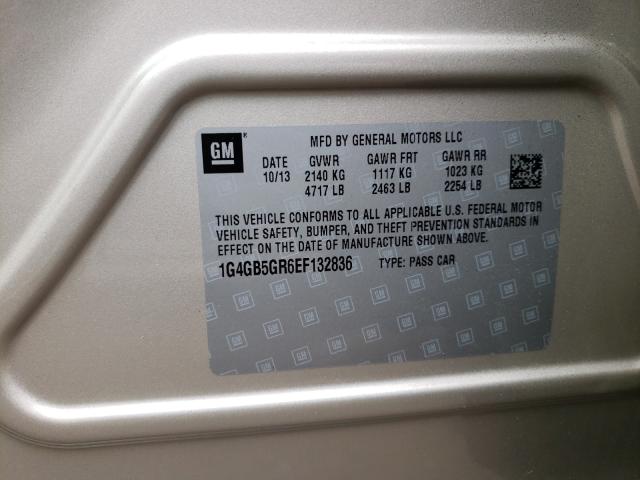 GM
MFD BY GENERAL MOTORS LLC
DATE GVWR GAWR FRT GAWR RR
10/13 2140 KG 1117 KG 1023 KG
4717 LB 2463 LB 2254 LB
THIS VEHICLE CONFORMS TO ALL APPLICABLE U.S. FEDERAL MOTOR
VEHICLE SAFETY, BUMPER, AND THEFT PREVENTION STANDARDS IN
EFFECT ON THE DATE OF MANUFACTURE SHOWN ABOVE.
1G4GB5GR6EF132836 TYPE: PASS CAR